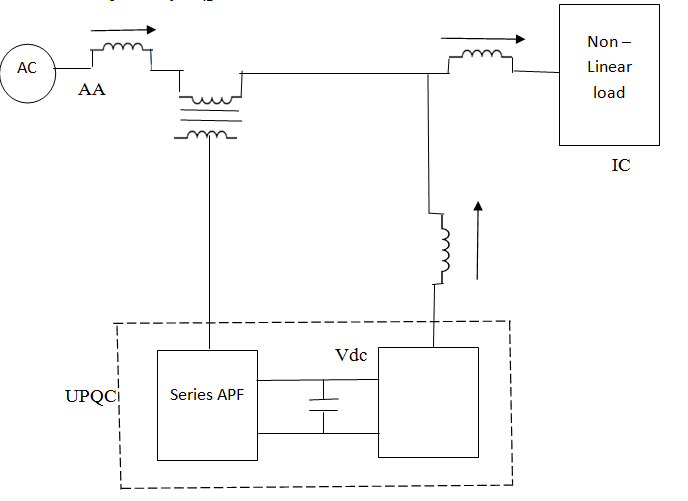 AC
AA
Non –
Linear
load
IC
Vdc
UPQC
Series APF